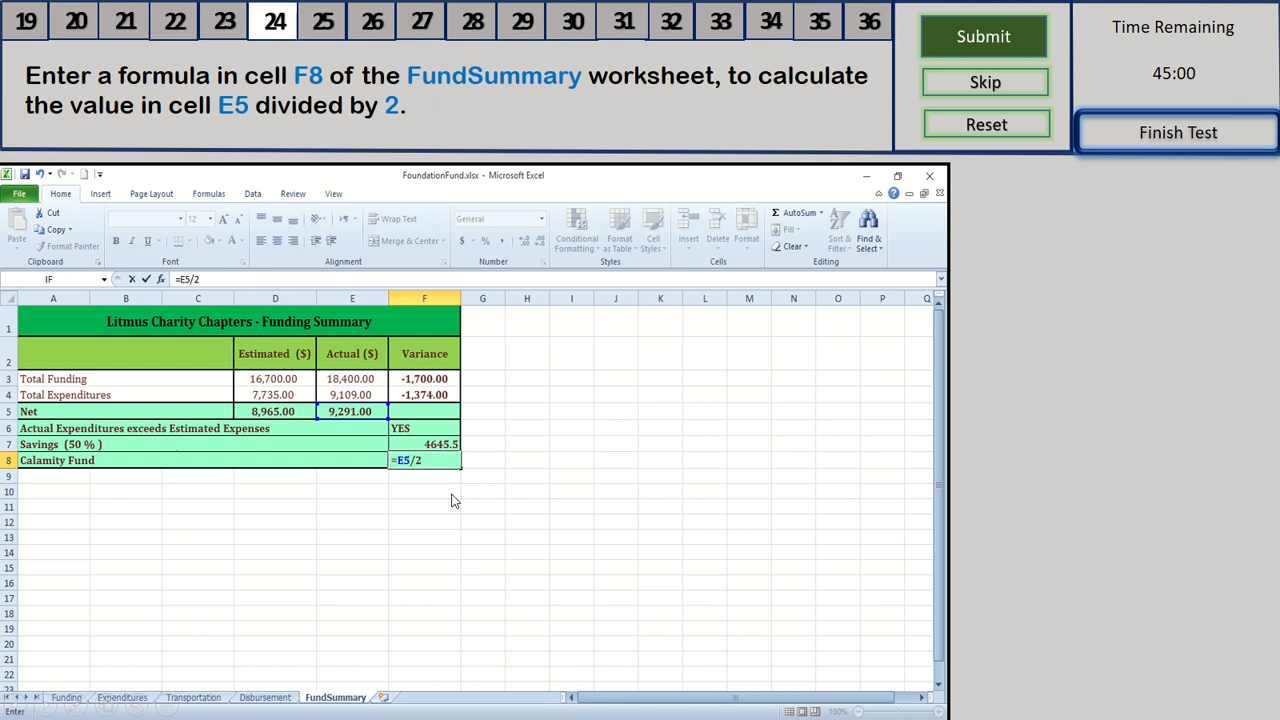 19 20 21 22 23 24 25 26 27 28 29 30 31 32 33 34 35 36
Enter a formula in cell F8 of the FundSummary worksheet, to calculate
the value in cell E5 divided by 2.
Submit
Skip
Reset
Time Remaining
45:00
Finish Test
FoundationFund.xlsx - Microsoft Excel
File Home Insert Page Layout Formulas Data Review View
Paste
Cut
Copy
Format Painter
Clipboard
12
B I U
Font
Wrap Text
Merge & Center
Alignment
General
$ % ,
Number
Conditional Formatting
Format as Table
Cell Styles
Styles
Insert Delete Format
Cells
AutoSum
Fill
Clear
Sort & Filter
Find & Select
Editing
IF fx =E5/2
A B C D E F G H I J K L M N O P Q
1 Litmus Charity Chapters - Funding Summary
2 Estimated ($) Actual ($) Variance
3 Total Funding 16,700.00 18,400.00 -1,700.00
4 Total Expenditures 7,735.00 9,109.00 -1,374.00
5 Net 8,965.00 9,291.00
6 Actual Expenditures exceeds Estimated Expenses YES
7 Savings (50 % ) 4645.5
8 Calamity Fund =E5/2
9
10
11
12
13
14
15
16
17
18
19
20
21
22
23
Funding Expenditures Transportation Disbursement FundSummary
Enter 100%